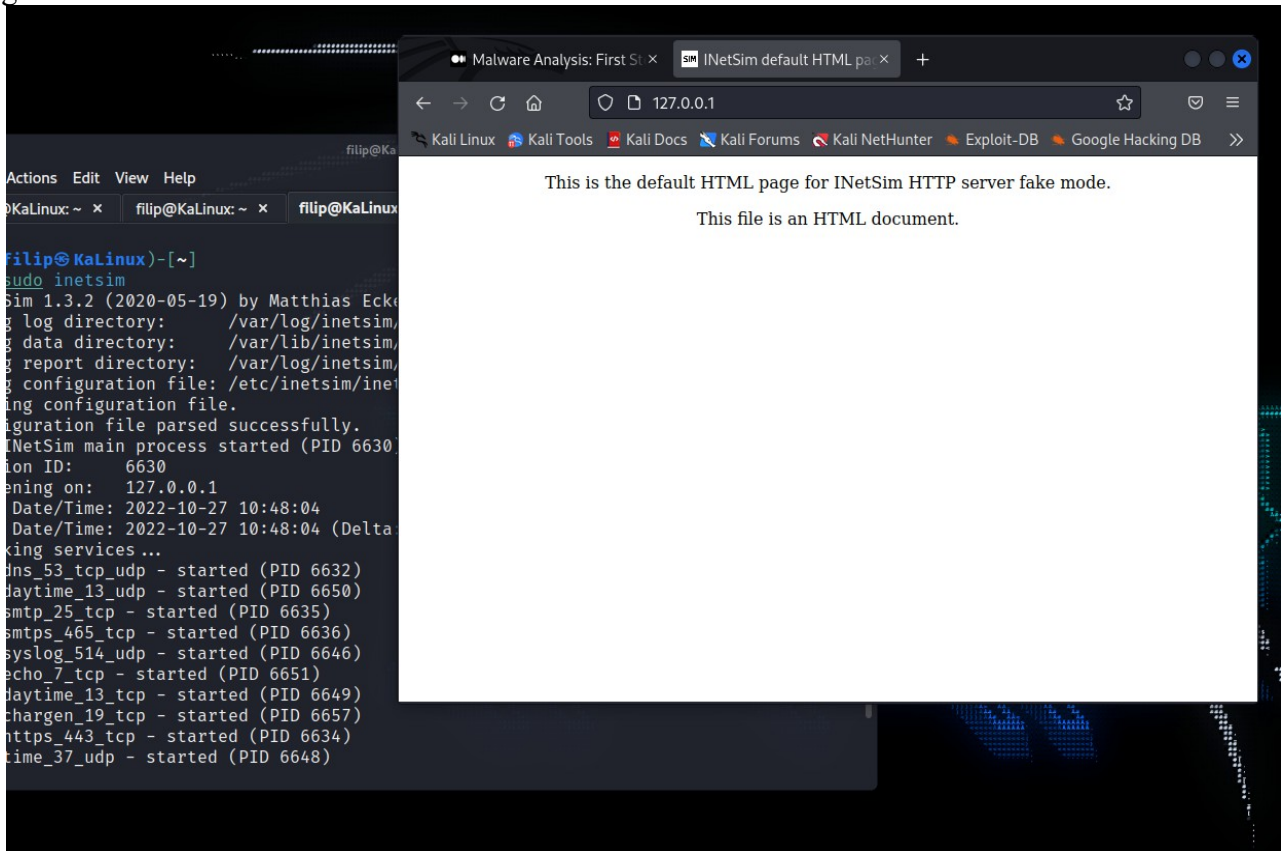 Malware Analysis: First St
SIM INetSim default HTML pag
127.0.0.1
Kali Linux Kali Tools Kali Docs Kali Forums Kali NetHunter Exploit-DB Google Hacking DB
This is the default HTML page for INetSim HTTP server fake mode.
This file is an HTML document.
filip@Ka
Actions Edit View Help
KaLinux: ~ filip@KaLinux: ~ filip@KaLinux
filip㉿KaLinux)-[~]
sudo inetsim
Sim 1.3.2 (2020-05-19) by Matthias Ecke
g log directory: /var/log/inetsim/
g data directory: /var/lib/inetsim/
g report directory: /var/log/inetsim/
g configuration file: /etc/inetsim/inet
ing configuration file.
iguration file parsed successfully.
INetSim main process started (PID 6630)
ion ID: 6630
ening on: 127.0.0.1
Date/Time: 2022-10-27 10:48:04
Date/Time: 2022-10-27 10:48:04 (Delta:
king services ...
dns_53_tcp_udp - started (PID 6632)
daytime_13_udp - started (PID 6650)
smtp_25_tcp - started (PID 6635)
smtps_465_tcp - started (PID 6636)
syslog_514_udp - started (PID 6646)
echo_7_tcp - started (PID 6651)
daytime_13_tcp - started (PID 6649)
chargen_19_tcp - started (PID 6657)
https_443_tcp - started (PID 6634)
time_37_udp - started (PID 6648)